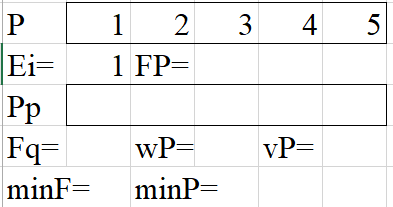 P 1 2 3 4 5
Ei= 1 FP=
Pp
Fq= wP= vP=
minF= minP=